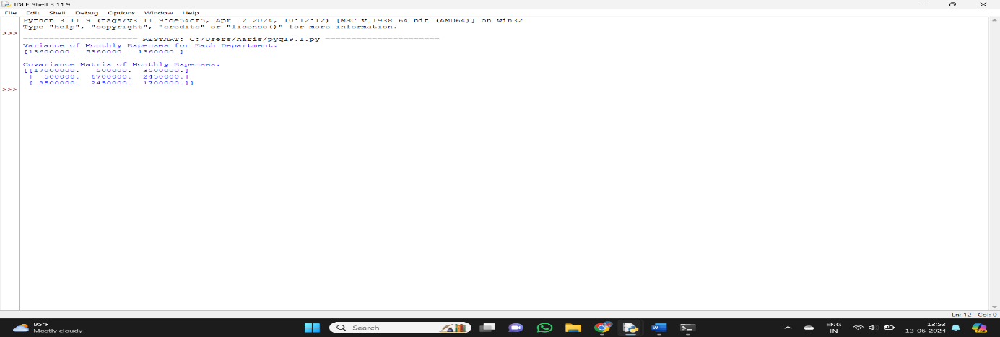 IDLE Shell 3.11.9
File Edit Shell Debug Options Window Help
Python 3.11.9 (tags/v3.11.9:de54cf5, Apr  2 2024, 10:12:12) [MSC v.1938 64 bit (AMD64)] on win32
Type "help", "copyright", "credits" or "license()" for more information.
>>>
====================== RESTART: C:/Users/haris/pyq19.1.py ======================
Variance of Monthly Expenses for Each Department:
[13600000.  5360000.  1360000.]
Covariance Matrix of Monthly Expenses:
[[17000000.   500000.  3500000.]
 [  500000.  6700000.  2450000.]
 [ 3500000.  2450000.  1700000.]]
>>>
Ln: 12 Col: 0
95°F
Mostly cloudy
Search
ENG
IN
13:53
13-06-2024